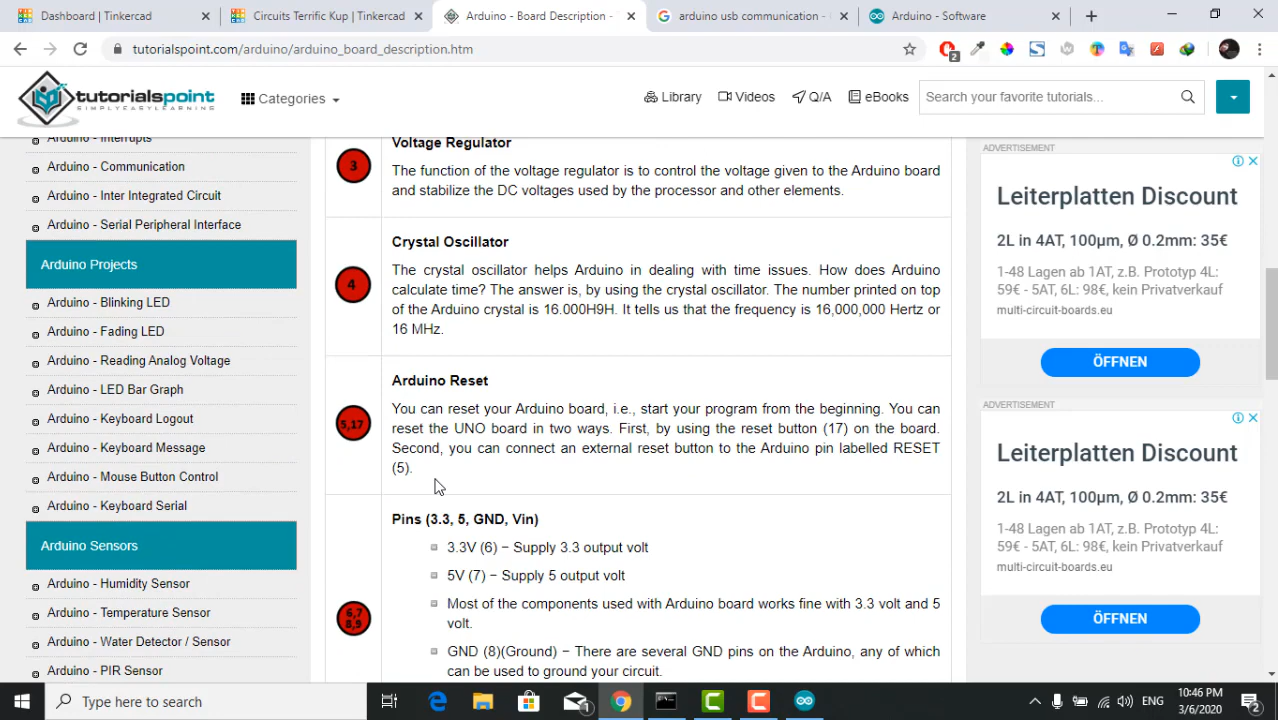 Dashboard | Tinkercad
Circuits Terrific Kup | Tinkercad
Arduino - Board Description -
arduino usb communication -
Arduino - Software
tutorialspoint.com/arduino/arduino_board_description.htm
2
tutorialspoint
SIMPLYEASYLEARNING
Categories
Library
Videos
Q/A
eBooks
Search your favorite tutorials...
Arduino - Interrupts
Arduino - Communication
Arduino - Inter Integrated Circuit
Arduino - Serial Peripheral Interface
Arduino Projects
Arduino - Blinking LED
Arduino - Fading LED
Arduino - Reading Analog Voltage
Arduino - LED Bar Graph
Arduino - Keyboard Logout
Arduino - Keyboard Message
Arduino - Mouse Button Control
Arduino - Keyboard Serial
Arduino Sensors
Arduino - Humidity Sensor
Arduino - Temperature Sensor
Arduino - Water Detector / Sensor
Arduino - PIR Sensor
3
Voltage Regulator
The function of the voltage regulator is to control the voltage given to the Arduino board
and stabilize the DC voltages used by the processor and other elements.
4
Crystal Oscillator
The crystal oscillator helps Arduino in dealing with time issues. How does Arduino
calculate time? The answer is, by using the crystal oscillator. The number printed on top
of the Arduino crystal is 16.000H9H. It tells us that the frequency is 16,000,000 Hertz or
16 MHz.
5,17
Arduino Reset
You can reset your Arduino board, i.e., start your program from the beginning. You can
reset the UNO board in two ways. First, by using the reset button (17) on the board.
Second, you can connect an external reset button to the Arduino pin labelled RESET
(5).
6,7
8,9
Pins (3.3, 5, GND, Vin)
3.3V (6) − Supply 3.3 output volt
5V (7) − Supply 5 output volt
Most of the components used with Arduino board works fine with 3.3 volt and 5
volt.
GND (8)(Ground) − There are several GND pins on the Arduino, any of which
can be used to ground your circuit.
ADVERTISEMENT
Leiterplatten Discount
2L in 4AT, 100µm, Ø 0.2mm: 35€
1-48 Lagen ab 1AT, z.B. Prototyp 4L:
59€ - 5AT, 6L: 98€, kein Privatverkauf
multi-circuit-boards.eu
ÖFFNEN
ADVERTISEMENT
Leiterplatten Discount
2L in 4AT, 100µm, Ø 0.2mm: 35€
1-48 Lagen ab 1AT, z.B. Prototyp 4L:
59€ - 5AT, 6L: 98€, kein Privatverkauf
multi-circuit-boards.eu
ÖFFNEN
Type here to search
1
ENG
10:46 PM
3/6/2020
2